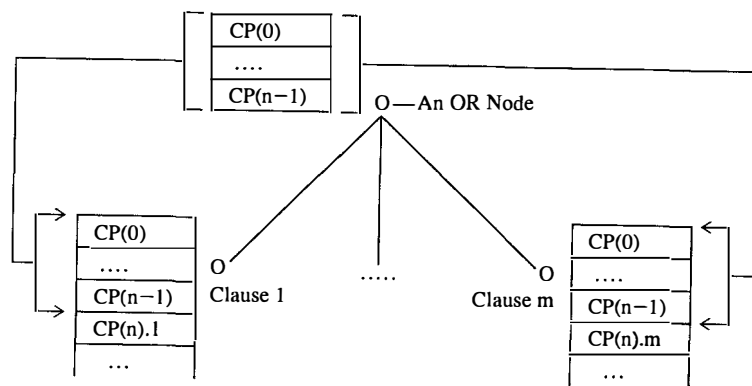 CP(0)
....
CP(n−1)
O—An OR Node
CP(0)
....
CP(n−1)
CP(n).1
...
O
Clause 1
.....
O
Clause m
CP(0)
....
CP(n−1)
CP(n).m
...